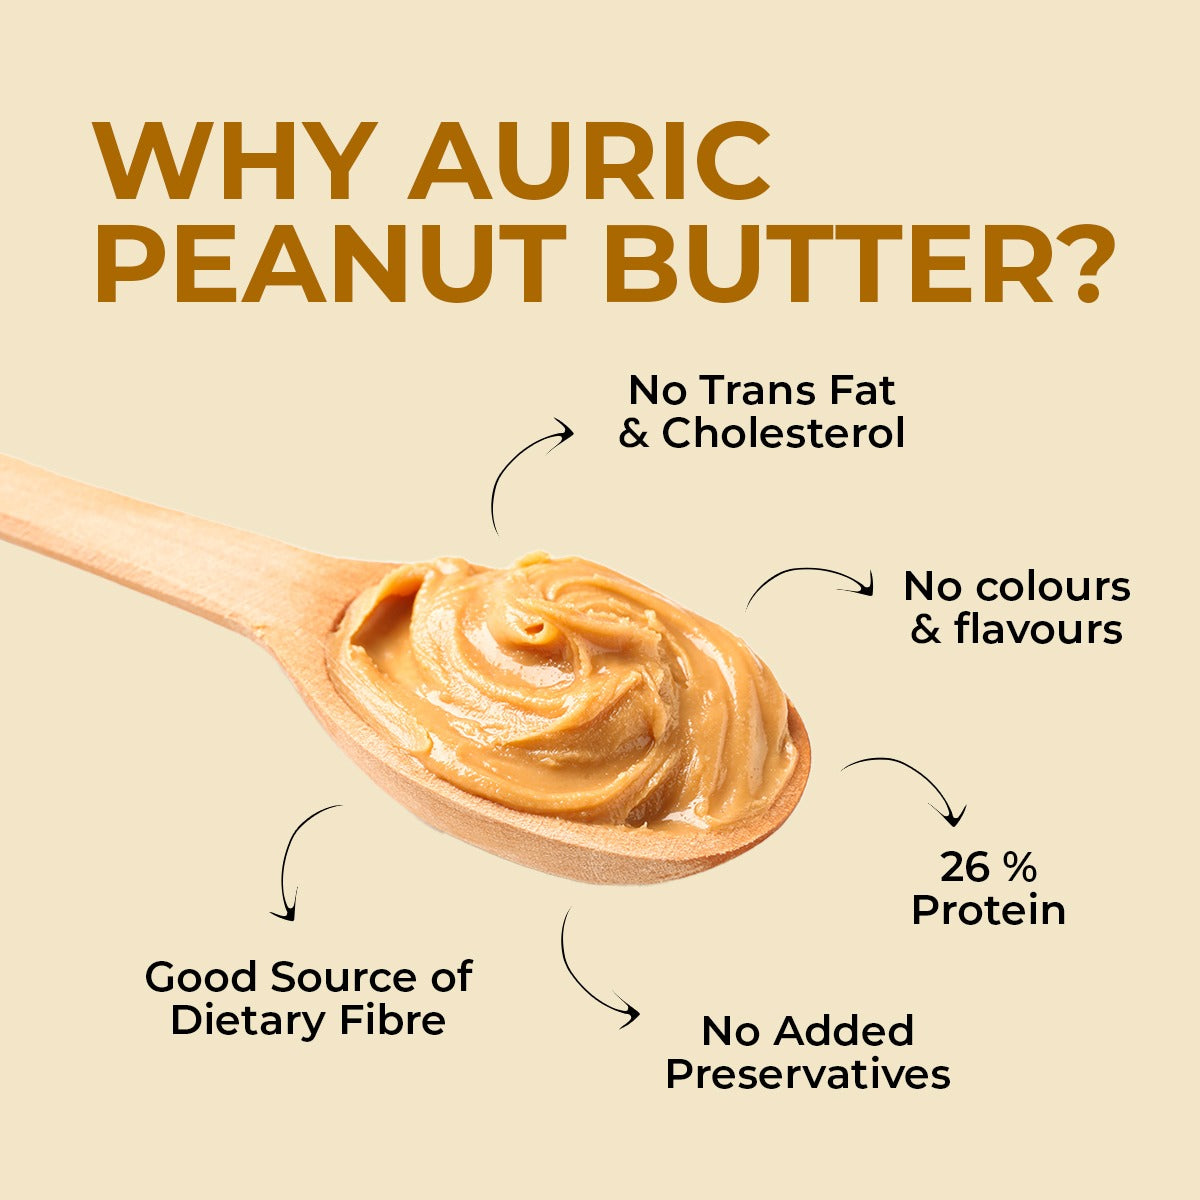 WHY AURIC
PEANUT BUTTER?
No Trans Fat
& Cholesterol
No colours
& flavours
26 %
Protein
Good Source of
Dietary Fibre
No Added
Preservatives